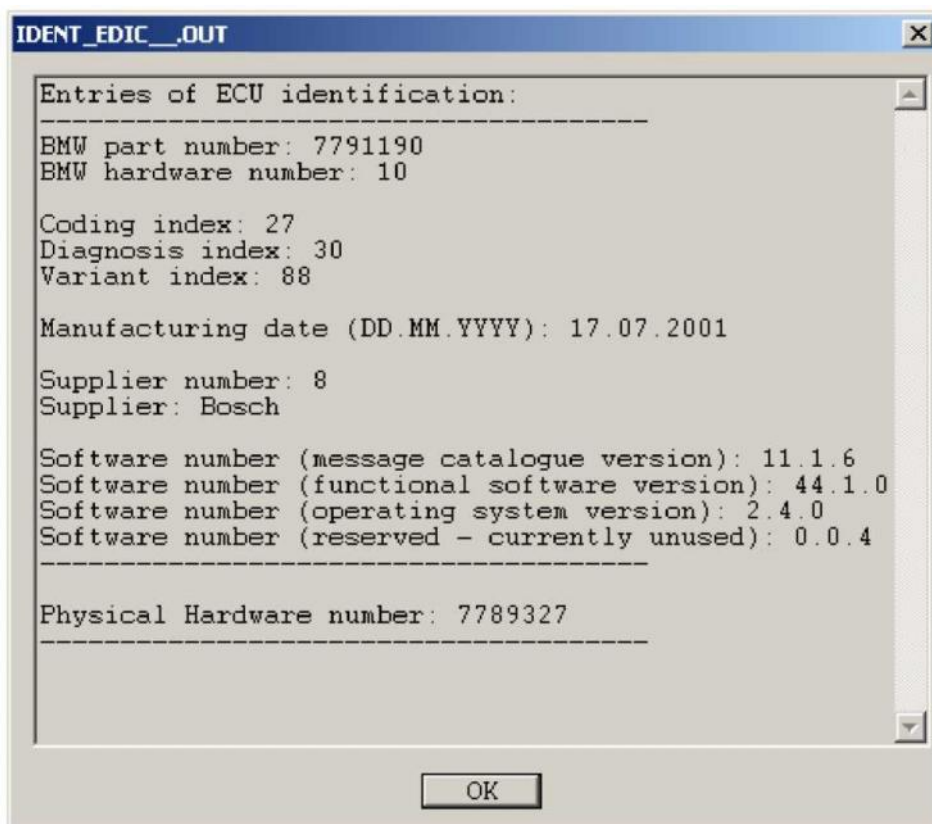 IDENT_EDIC__.OUT
Entries of ECU identification:
--------------------------------------
BMW part number: 7791190
BMW hardware number: 10
Coding index: 27
Diagnosis index: 30
Variant index: 88
Manufacturing date (DD.MM.YYYY): 17.07.2001
Supplier number: 8
Supplier: Bosch
Software number (message catalogue version): 11.1.6
Software number (functional software version): 44.1.0
Software number (operating system version): 2.4.0
Software number (reserved - currently unused): 0.0.4
--------------------------------------
Physical Hardware number: 7789327
--------------------------------------
OK